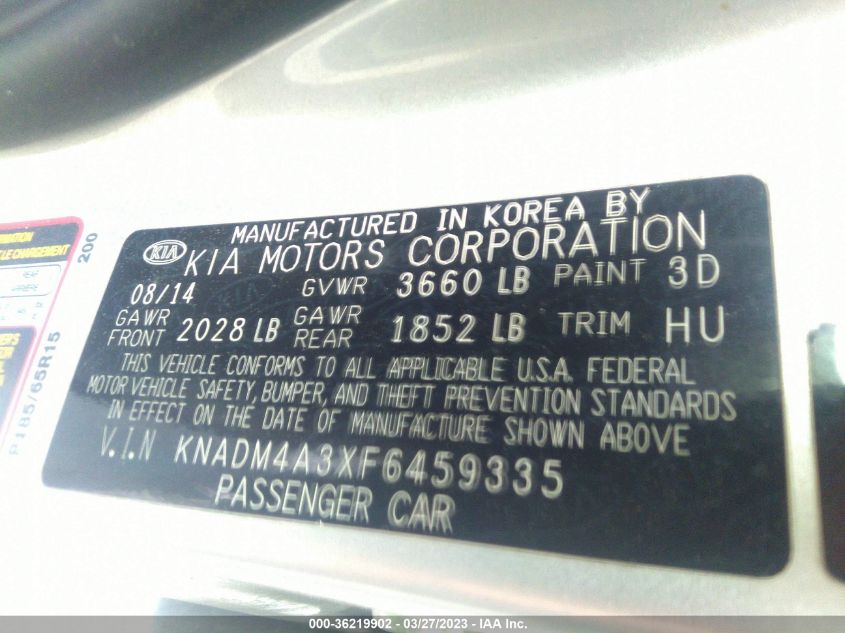 MANUFACTURED IN KOREA BY
KIA KIA MOTORS CORPORATION
08/14 GVWR 3660 LB PAINT 3D
GAWR FRONT 2028 LB GAWR REAR 1852 LB TRIM HU
THIS VEHICLE CONFORMS TO ALL APPLICABLE U.S.A. FEDERAL
MOTOR VEHICLE SAFETY, BUMPER, AND THEFT PREVENTION STANDARDS
IN EFFECT ON THE DATE OF MANUFACTURE SHOWN ABOVE
V.I.N KNADM4A3XF6459335
PASSENGER CAR
CHARGEMENT
200
P185/65R15
000-36219902 — 03/27/2023 — IAA Inc.